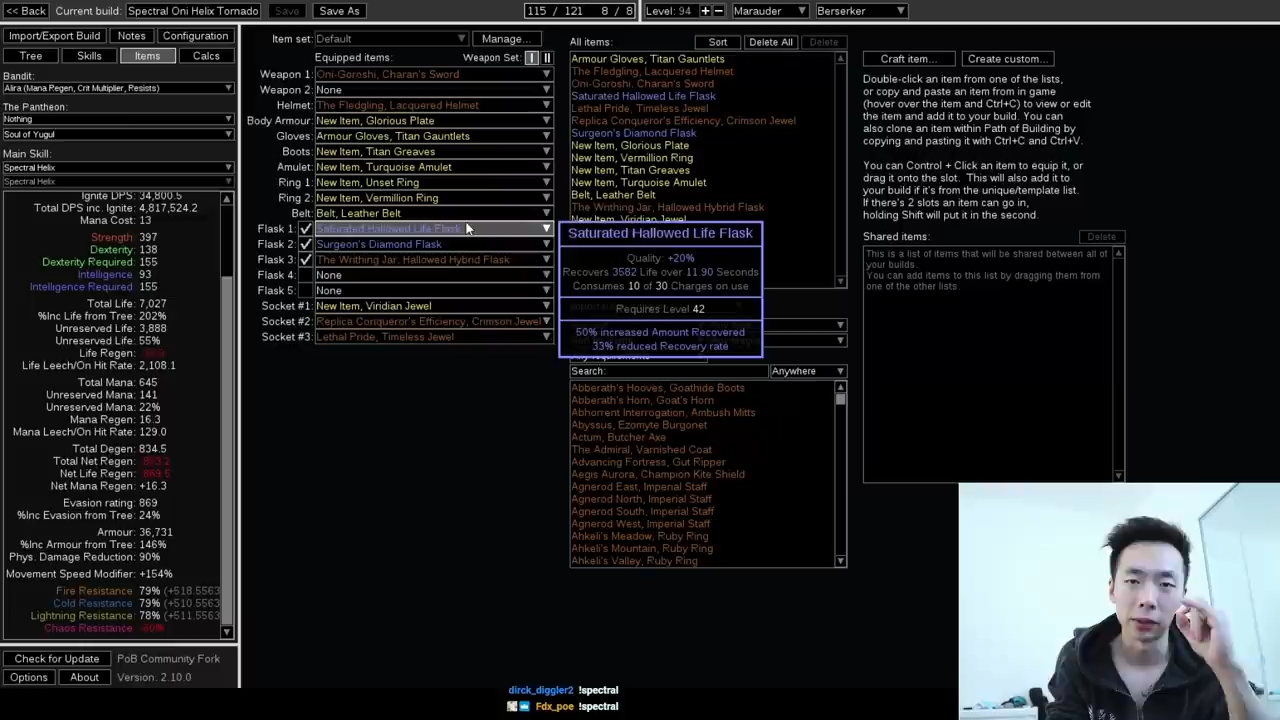 << Back
Current build: Spectral Oni Helix Tornado
Save
Save As
115 / 121 8 / 8
Level: 94 + −
Marauder
Berserker
Import/Export Build
Notes
Configuration
Tree
Skills
Items
Calcs
Bandit:
Alira (Mana Regen, Crit Multiplier, Resists)
The Pantheon:
Nothing
Soul of Yugul
Main Skill:
Spectral Helix
Spectral Helix
Ignite DPS: 34,800.5
Total DPS inc. Ignite: 4,817,524.2
Mana Cost: 13
Strength: 397
Dexterity: 138
Dexterity Required: 155
Intelligence: 93
Intelligence Required: 155
Total Life: 7,027
%Inc Life from Tree: 202%
Unreserved Life: 3,888
Unreserved Life: 55%
Life Regen:
Life Leech/On Hit Rate: 2,108.1
Total Mana: 645
Unreserved Mana: 141
Unreserved Mana: 22%
Mana Regen: 16.3
Mana Leech/On Hit Rate: 129.0
Total Degen: 834.5
Total Net Regen:
Net Life Regen:
Net Mana Regen: +16.3
Evasion rating: 869
%Inc Evasion from Tree: 24%
Armour: 36,731
%Inc Armour from Tree: 146%
Phys. Damage Reduction: 90%
Movement Speed Modifier: +154%
Fire Resistance: 79% (+518.5563
Cold Resistance: 79% (+510.5563
Lightning Resistance: 78% (+511.5563
Chaos Resistance: -60%
Check for Update
PoB Community Fork
Options
About
Version: 2.10.0
Item set: Default
Manage...
Equipped items:
Weapon Set: I II
Weapon 1: Oni-Goroshi, Charan's Sword
Weapon 2: None
Helmet: The Fledgling, Lacquered Helmet
Body Armour: New Item, Glorious Plate
Gloves: Armour Gloves, Titan Gauntlets
Boots: New Item, Titan Greaves
Amulet: New Item, Turquoise Amulet
Ring 1: New Item, Unset Ring
Ring 2: New Item, Vermillion Ring
Belt: Belt, Leather Belt
Flask 1: Saturated Hallowed Life Flask
Flask 2: Surgeon's Diamond Flask
Flask 3: The Writhing Jar, Hallowed Hybrid Flask
Flask 4: None
Flask 5: None
Socket #1: New Item, Viridian Jewel
Socket #2: Replica Conqueror's Efficiency, Crimson Jewel
Socket #3: Lethal Pride, Timeless Jewel
All items:
Sort
Delete All
Delete
Armour Gloves, Titan Gauntlets
The Fledgling, Lacquered Helmet
Oni-Goroshi, Charan's Sword
Saturated Hallowed Life Flask
Lethal Pride, Timeless Jewel
Replica Conqueror's Efficiency, Crimson Jewel
Surgeon's Diamond Flask
New Item, Glorious Plate
New Item, Vermillion Ring
New Item, Titan Greaves
New Item, Turquoise Amulet
Belt, Leather Belt
The Writhing Jar, Hallowed Hybrid Flask
New Item, Viridian Jewel
Saturated Hallowed Life Flask
Quality: +20%
Recovers 3582 Life over 11.90 Seconds
Consumes 10 of 30 Charges on use
Requires Level 42
50% increased Amount Recovered
33% reduced Recovery rate
Search:
Anywhere
Abberath's Hooves, Goathide Boots
Abberath's Horn, Goat's Horn
Abhorrent Interrogation, Ambush Mitts
Abyssus, Ezomyte Burgonet
Actum, Butcher Axe
The Admiral, Varnished Coat
Advancing Fortress, Gut Ripper
Aegis Aurora, Champion Kite Shield
Agnerod East, Imperial Staff
Agnerod North, Imperial Staff
Agnerod South, Imperial Staff
Agnerod West, Imperial Staff
Ahkeli's Meadow, Ruby Ring
Ahkeli's Mountain, Ruby Ring
Ahkeli's Valley, Ruby Ring
Craft item...
Create custom...
Double-click an item from one of the lists,
or copy and paste an item from in game
(hover over the item and Ctrl+C) to view or edit
the item and add it to your build. You can
also clone an item within Path of Building by
copying and pasting it with Ctrl+C and Ctrl+V.
You can Control + Click an item to equip it, or
drag it onto the slot. This will also add it to
your build if it's from the unique/template list.
If there's 2 slots an item can go in,
holding Shift will put it in the second.
Shared items:
Delete
This is a list of items that will be shared between all of
your builds.
You can add items to this list by dragging them from
one of the other lists.
dirck_diggler2 !spectral
Fdx_poe !spectral